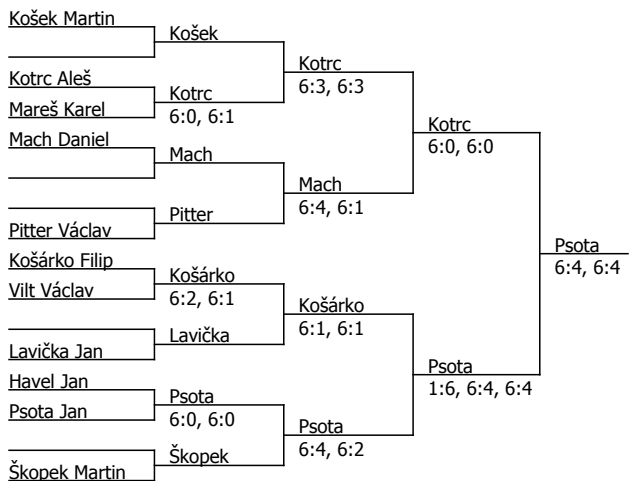 Košek Martin
Košek
Kotrc
6:3, 6:3
Kotrc Aleš
Kotrc
Mareš Karel
6:0, 6:1
Kotrc
6:0, 6:0
Mach Daniel
Mach
Mach
6:4, 6:1
Pitter
Pitter Václav
Psota
6:4, 6:4
Košárko Filip
Košárko
Vilt Václav
6:2, 6:1
Košárko
6:1, 6:1
Lavička
Lavička Jan
Psota
1:6, 6:4, 6:4
Havel Jan
Psota
Psota Jan
6:0, 6:0
Psota
6:4, 6:2
Škopek
Škopek Martin